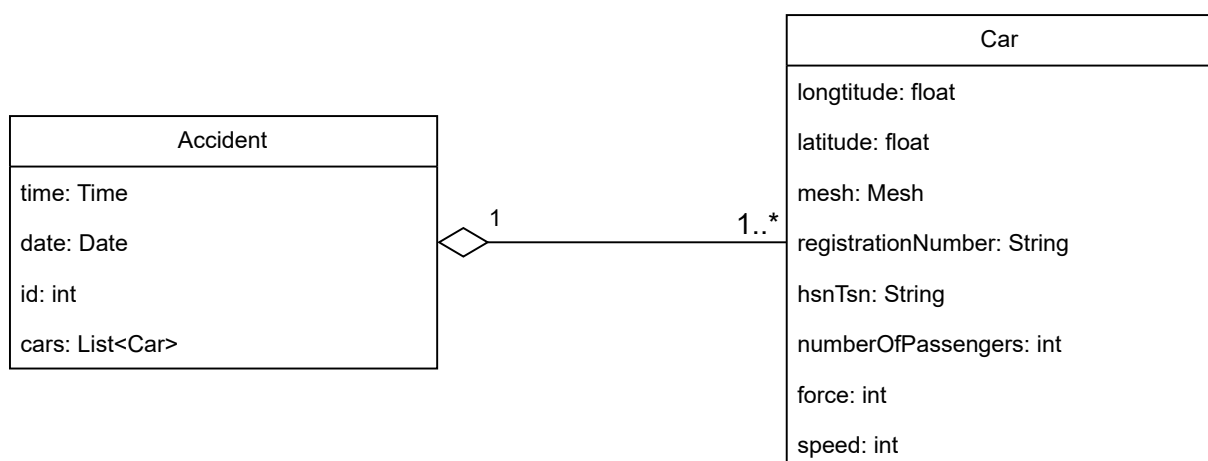 Accident
time: Time
date: Date
id: int
cars: List<Car>
1
1..*
Car
longtitude: float
latitude: float
mesh: Mesh
registrationNumber: String
hsnTsn: String
numberOfPassengers: int
force: int
speed: int